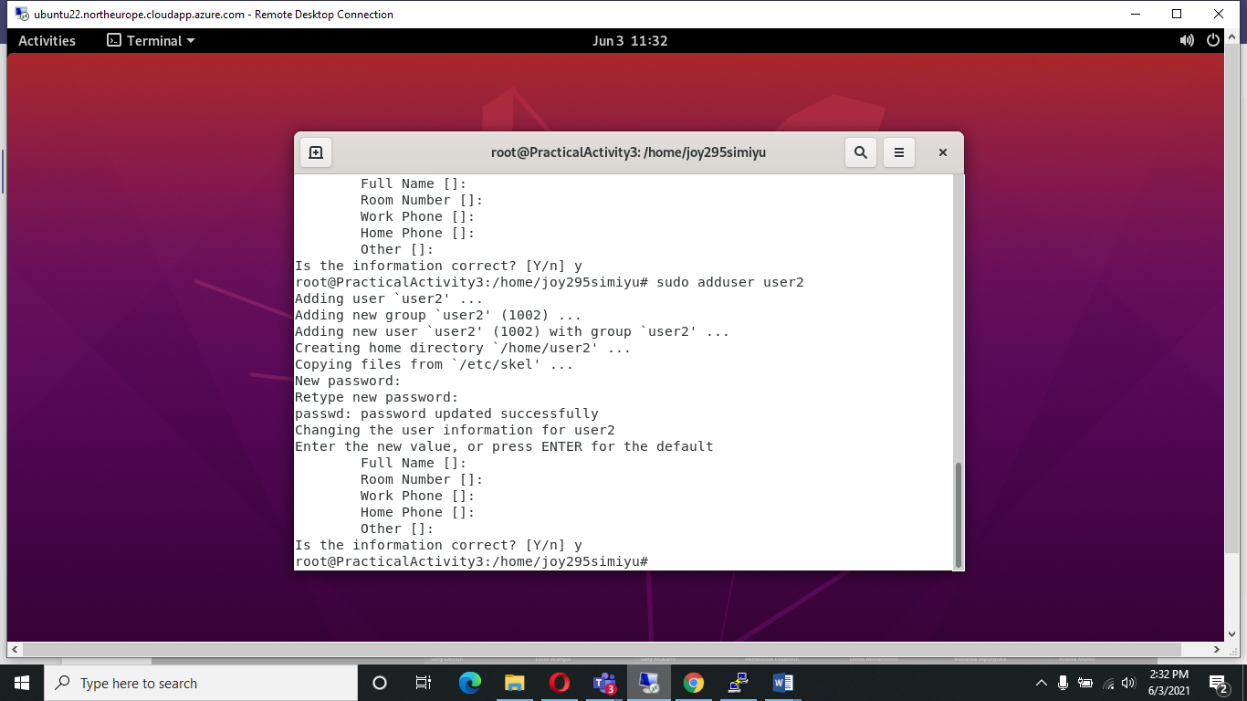 ubuntu22.northeurope.cloudapp.azure.com - Remote Desktop Connection
Activities Terminal Jun 3 11:32
root@PracticalActivity3: /home/joy295simiyu
        Full Name []:
        Room Number []:
        Work Phone []:
        Home Phone []:
        Other []:
Is the information correct? [Y/n] y
root@PracticalActivity3:/home/joy295simiyu# sudo adduser user2
Adding user `user2' ...
Adding new group `user2' (1002) ...
Adding new user `user2' (1002) with group `user2' ...
Creating home directory `/home/user2' ...
Copying files from `/etc/skel' ...
New password:
Retype new password:
passwd: password updated successfully
Changing the user information for user2
Enter the new value, or press ENTER for the default
        Full Name []:
        Room Number []:
        Work Phone []:
        Home Phone []:
        Other []:
Is the information correct? [Y/n] y
root@PracticalActivity3:/home/joy295simiyu#
Type here to search
3
2:32 PM
6/3/2021
2